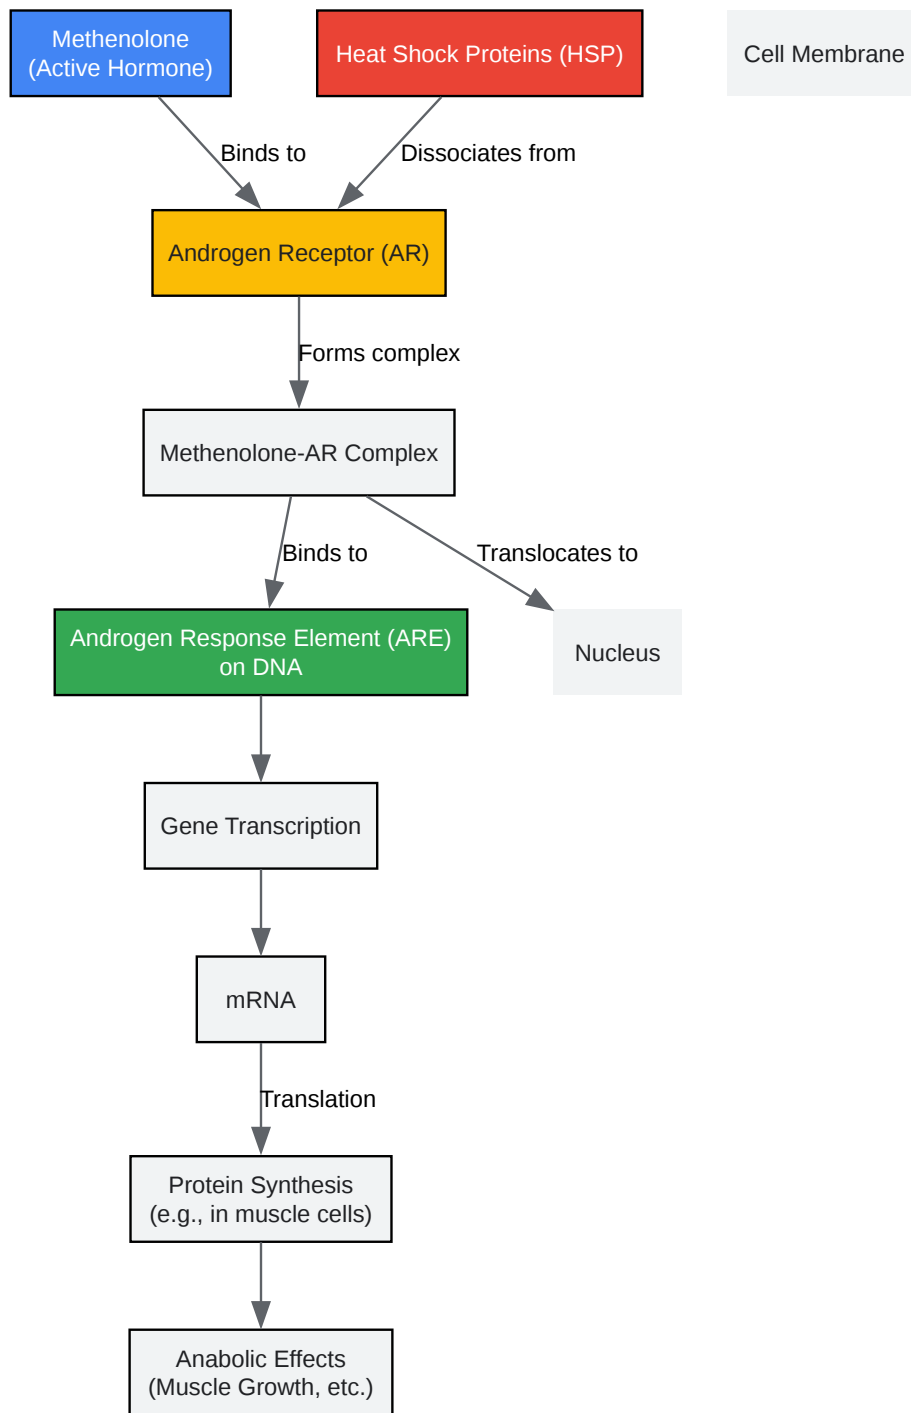 Methenolone
(Active Hormone)
Heat Shock Proteins (HSP)
Cell Membrane
Binds to
Dissociates from
Androgen Receptor (AR)
Forms complex
Methenolone-AR Complex
Binds to
Translocates to
Androgen Response Element (ARE)
on DNA
Nucleus
Gene Transcription
mRNA
Translation
Protein Synthesis
(e.g., in muscle cells)
Anabolic Effects
(Muscle Growth, etc.)